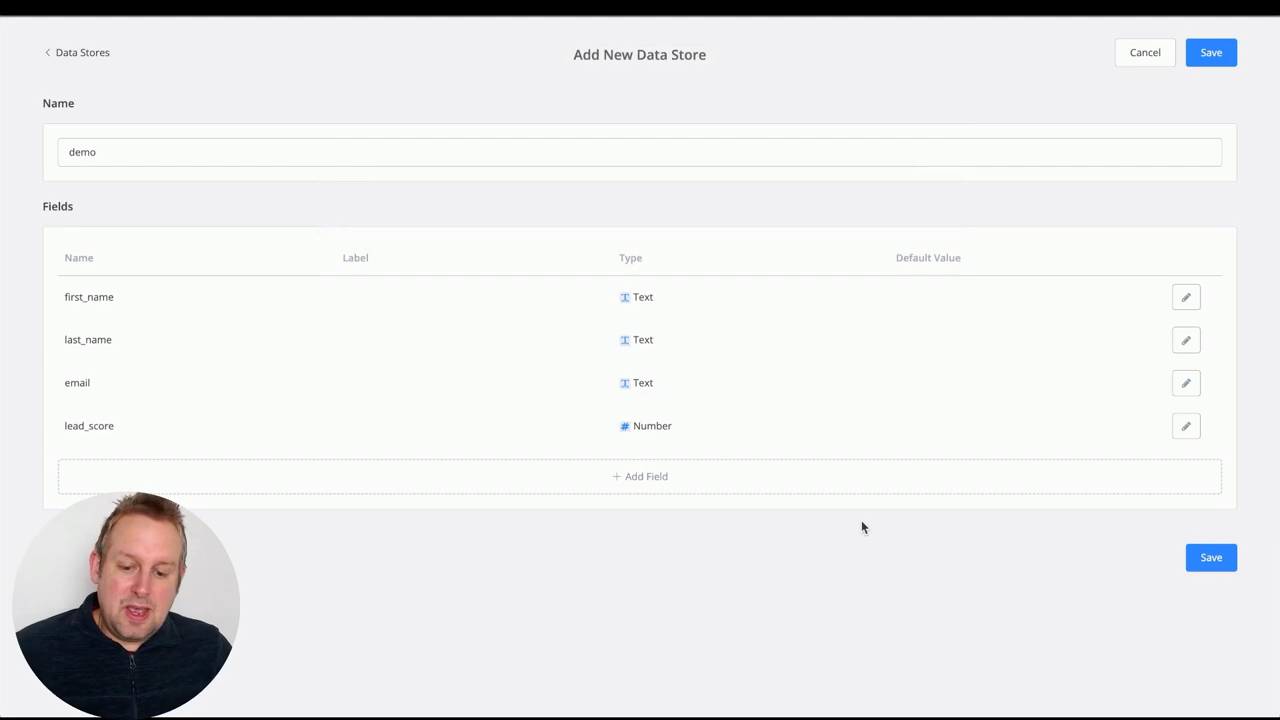 Data Stores
Add New Data Store
Cancel
Save
Name
demo
Fields
Name Label Type Default Value
first_name Text
last_name Text
email Text
lead_score # Number
+ Add Field
Save